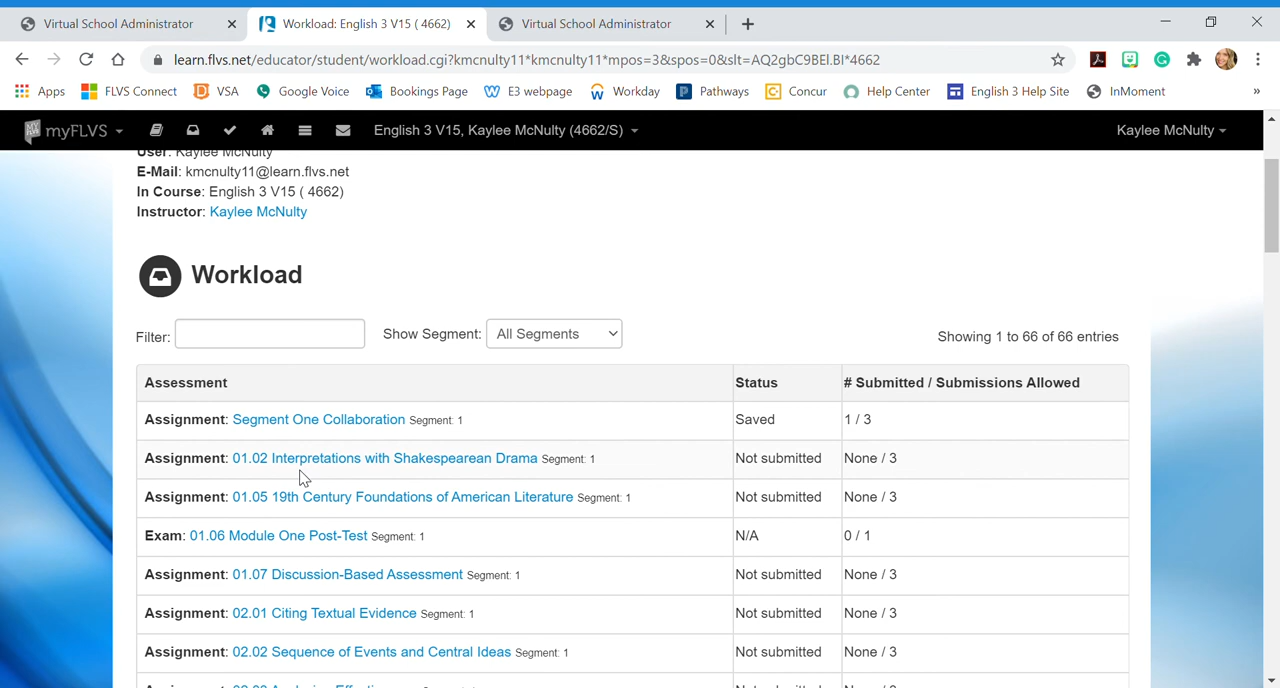 Virtual School Administrator
Workload: English 3 V15 ( 4662)
Virtual School Administrator
learn.flvs.net/educator/student/workload.cgi?kmcnulty11*kmcnulty11*mpos=3&spos=0&slt=AQ2gbC9BEl.BI*4662
Apps FLVS Connect VSA Google Voice Bookings Page E3 webpage Workday Pathways Concur Help Center English 3 Help Site InMoment »
myFLVS English 3 V15, Kaylee McNulty (4662/S) Kaylee McNulty
User: Kaylee McNulty
E-Mail: kmcnulty11@learn.flvs.net
In Course: English 3 V15 ( 4662)
Instructor: Kaylee McNulty
Workload
Filter: Show Segment: All Segments Showing 1 to 66 of 66 entries
Assessment Status # Submitted / Submissions Allowed
Assignment: Segment One Collaboration Segment: 1 Saved 1 / 3
Assignment: 01.02 Interpretations with Shakespearean Drama Segment: 1 Not submitted None / 3
Assignment: 01.05 19th Century Foundations of American Literature Segment: 1 Not submitted None / 3
Exam: 01.06 Module One Post-Test Segment: 1 N/A 0 / 1
Assignment: 01.07 Discussion-Based Assessment Segment: 1 Not submitted None / 3
Assignment: 02.01 Citing Textual Evidence Segment: 1 Not submitted None / 3
Assignment: 02.02 Sequence of Events and Central Ideas Segment: 1 Not submitted None / 3